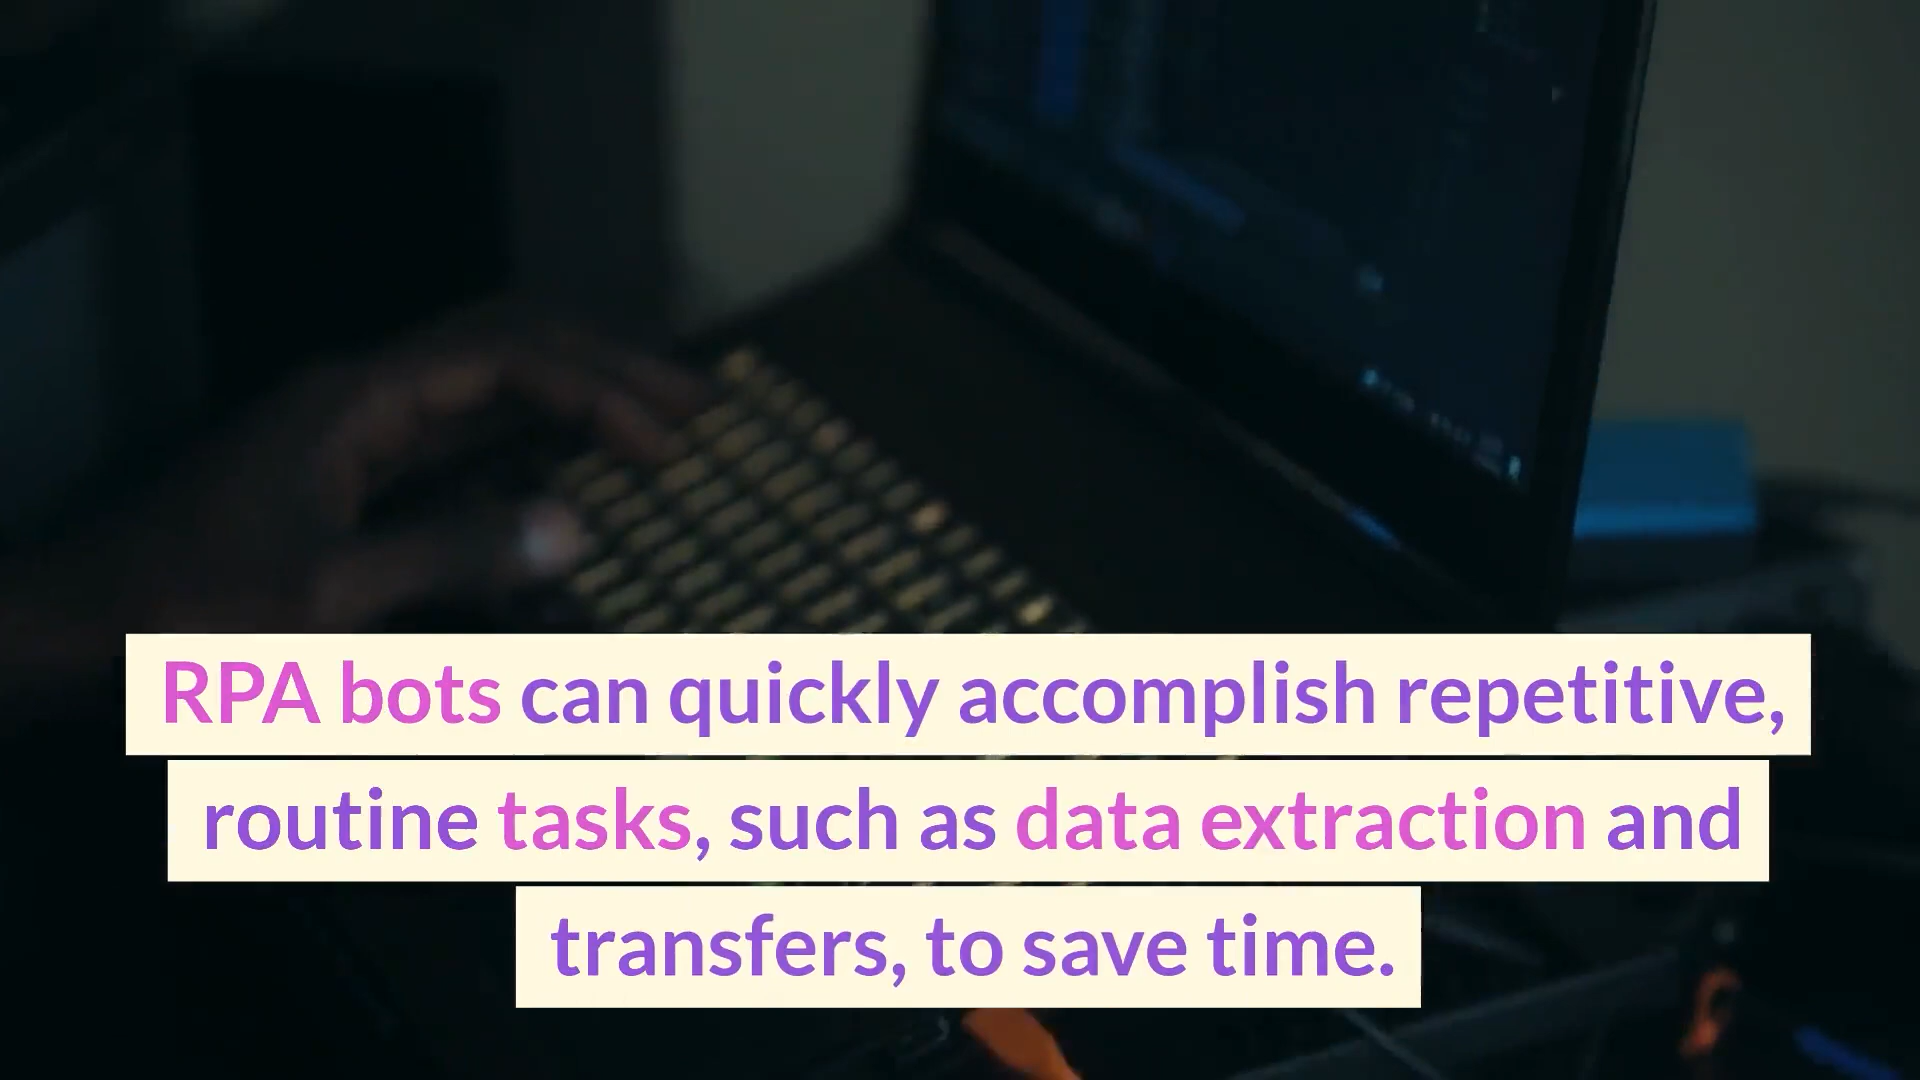 RPA bots can quickly accomplish repetitive,
routine tasks, such as data extraction and
transfers, to save time.